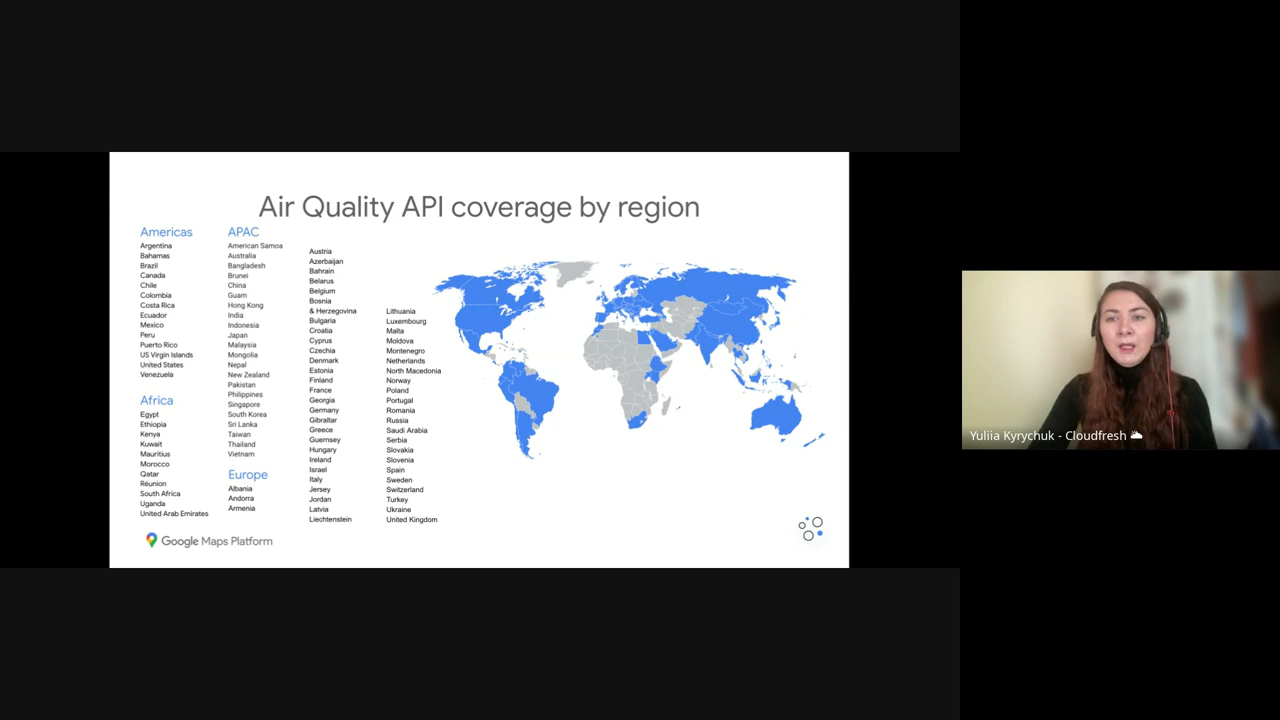 Air Quality API coverage by region
Americas
Argentina
Bahamas
Brazil
Canada
Chile
Colombia
Costa Rica
Ecuador
Mexico
Peru
Puerto Rico
US Virgin Islands
United States
Venezuela
Africa
Egypt
Ethiopia
Kenya
Kuwait
Mauritius
Morocco
Qatar
Réunion
South Africa
Uganda
United Arab Emirates
APAC
American Samoa
Australia
Bangladesh
Brunei
China
Guam
Hong Kong
India
Indonesia
Japan
Malaysia
Mongolia
Nepal
New Zealand
Pakistan
Philippines
Singapore
South Korea
Sri Lanka
Taiwan
Thailand
Vietnam
Europe
Albania
Andorra
Armenia
Austria
Azerbaijan
Bahrain
Belarus
Belgium
Bosnia
& Herzegovina
Bulgaria
Croatia
Cyprus
Czechia
Denmark
Estonia
Finland
France
Georgia
Germany
Gibraltar
Greece
Guernsey
Hungary
Ireland
Israel
Italy
Jersey
Jordan
Latvia
Liechtenstein
Lithuania
Luxembourg
Malta
Moldova
Montenegro
Netherlands
North Macedonia
Norway
Poland
Portugal
Romania
Russia
Saudi Arabia
Serbia
Slovakia
Slovenia
Spain
Sweden
Switzerland
Turkey
Ukraine
United Kingdom
Google Maps Platform
Yuliia Kyrychuk - Cloudfresh